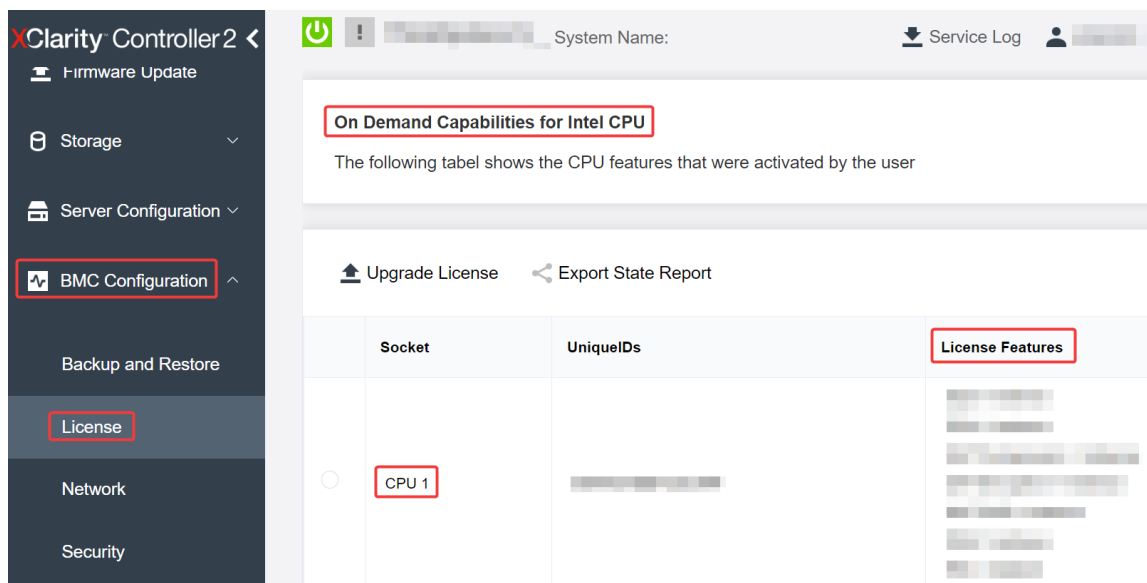 XClarity Controller 2
System Name:
Service Log
Firmware Update
On Demand Capabilities for Intel CPU
Storage
The following tabel shows the CPU features that were activated by the user
Server Configuration
BMC Configuration
Upgrade License
Export State Report
Socket
UniqueIDs
License Features
Backup and Restore
License
CPU 1
Network
Security